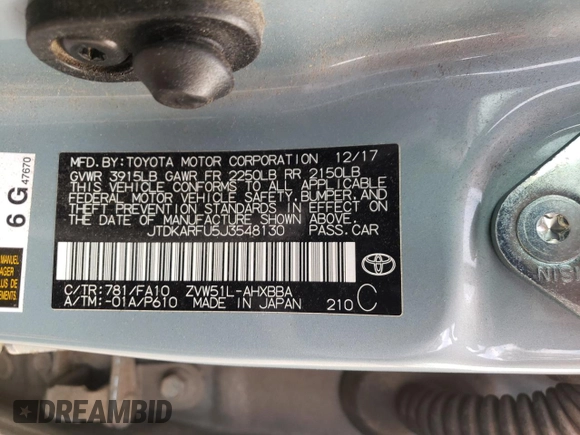 MFD. BY: TOYOTA MOTOR CORPORATION 12/17
GVWR 3915LB GAWR FR 2250LB RR 2150LB
THIS VEHICLE CONFORMS TO ALL APPLICABLE
FEDERAL MOTOR VEHICLE SAFETY, BUMPER, AND
THEFT PREVENTION STANDARDS IN EFFECT ON
THE DATE OF MANUFACTURE SHOWN ABOVE.
JTDKARFU5J3548130 PASS. CAR
C/TR: 781/FA10 ZVW51L-AHXBBA
A/TM: -01A/P610 MADE IN JAPAN 210 C
TOYOTA
6 G 47670
DREAMBID